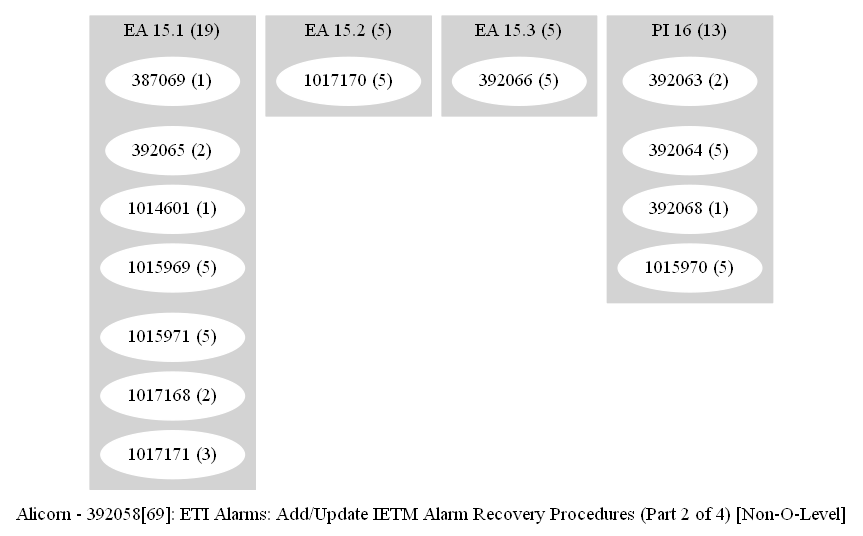 EA 15.1 (19)
387069 (1)
392065 (2)
1014601 (1)
1015969 (5)
1015971 (5)
1017168 (2)
1017171 (3)
EA 15.2 (5)
1017170 (5)
EA 15.3 (5)
392066 (5)
PI 16 (13)
392063 (2)
392064 (5)
392068 (1)
1015970 (5)
Alicorn - 392058[69]: ETI Alarms: Add/Update IETM Alarm Recovery Procedures (Part 2 of 4) [Non-O-Level]